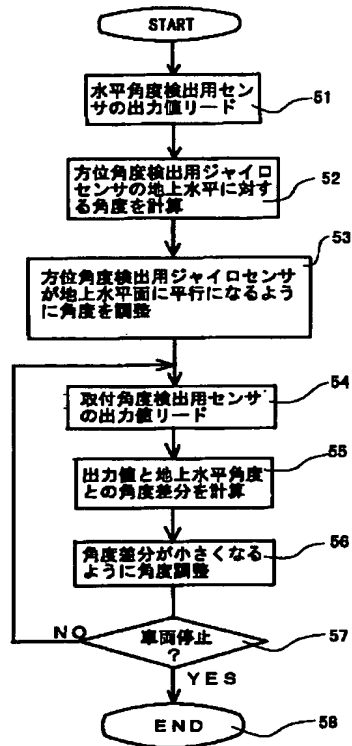 START
水平角度検出用セン
サの出力値リード
51
方位角度検出用ジャイロ
センサの地上水平に対す
る角度を計算
52
53
方位角度検出用ジャイロセンサ
が地上水平面に平行になるよう
に角度を調整
54
取付角度検出用センサ
の出力値リード
55
出力値と地上水平角度
との角度差分を計算
56
角度差分が小さくなる
ように角度調整
NO
車両停止
?
57
YES
END
58